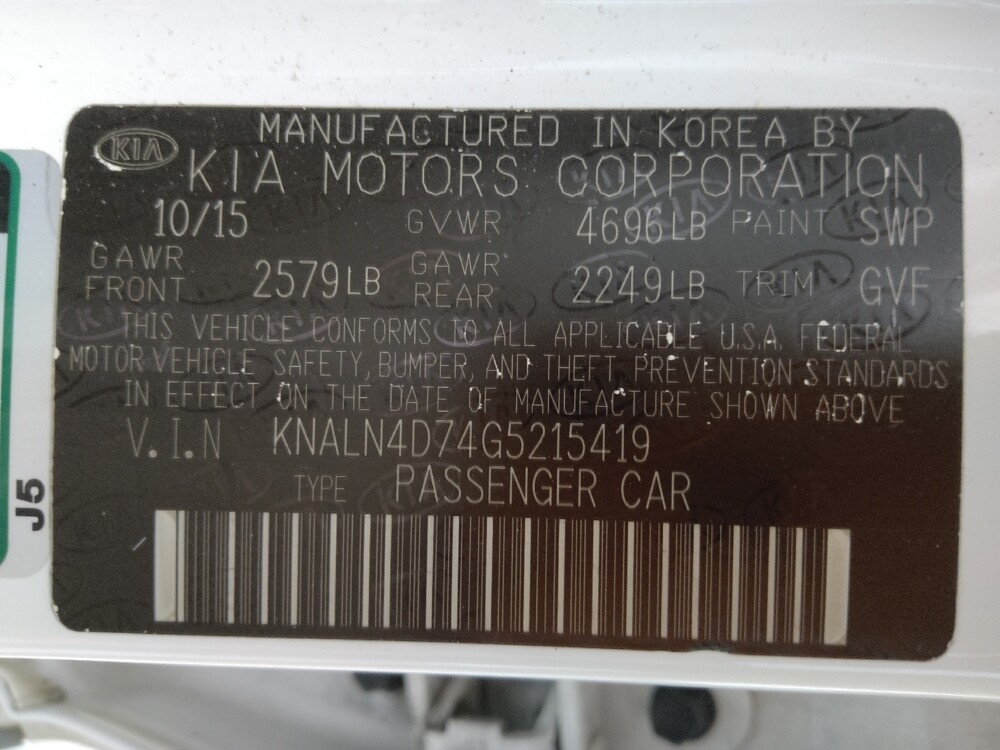 KIA MANUFACTURED IN KOREA BY
KIA MOTORS CORPORATION
10/15 GVWR 4696LB PAINT SWP
GAWR FRONT 2579LB GAWR REAR 2249LB TRIM GVF
THIS VEHICLE CONFORMS TO ALL APPLICABLE U.S.A. FEDERAL
MOTOR VEHICLE SAFETY, BUMPER, AND THEFT PREVENTION STANDARDS
IN EFFECT ON THE DATE OF MANUFACTURE SHOWN ABOVE
V.I.N KNALN4D74G5215419
TYPE PASSENGER CAR
J5